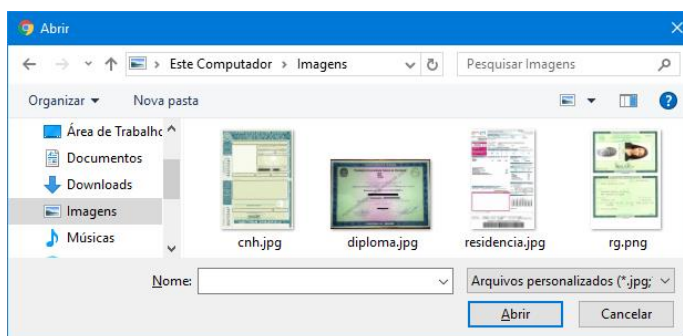 Abrir
Este Computador > Imagens
Pesquisar Imagens
Organizar
Nova pasta
Área de Trabalhc
Documentos
Downloads
Imagens
Músicas
cnh.jpg
diploma.jpg
residencia.jpg
rg.png
Nome:
Arquivos personalizados (*.jpg;
Abrir
Cancelar